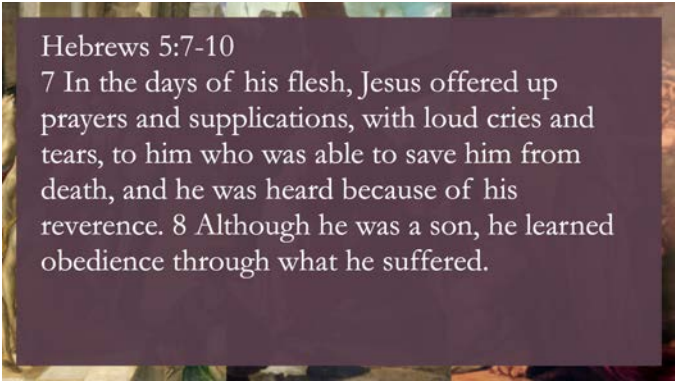 Hebrews 5:7-10
7 In the days of his flesh, Jesus offered up
prayers and supplications, with loud cries and
tears, to him who was able to save him from
death, and he was heard because of his
reverence. 8 Although he was a son, he learned
obedience through what he suffered.